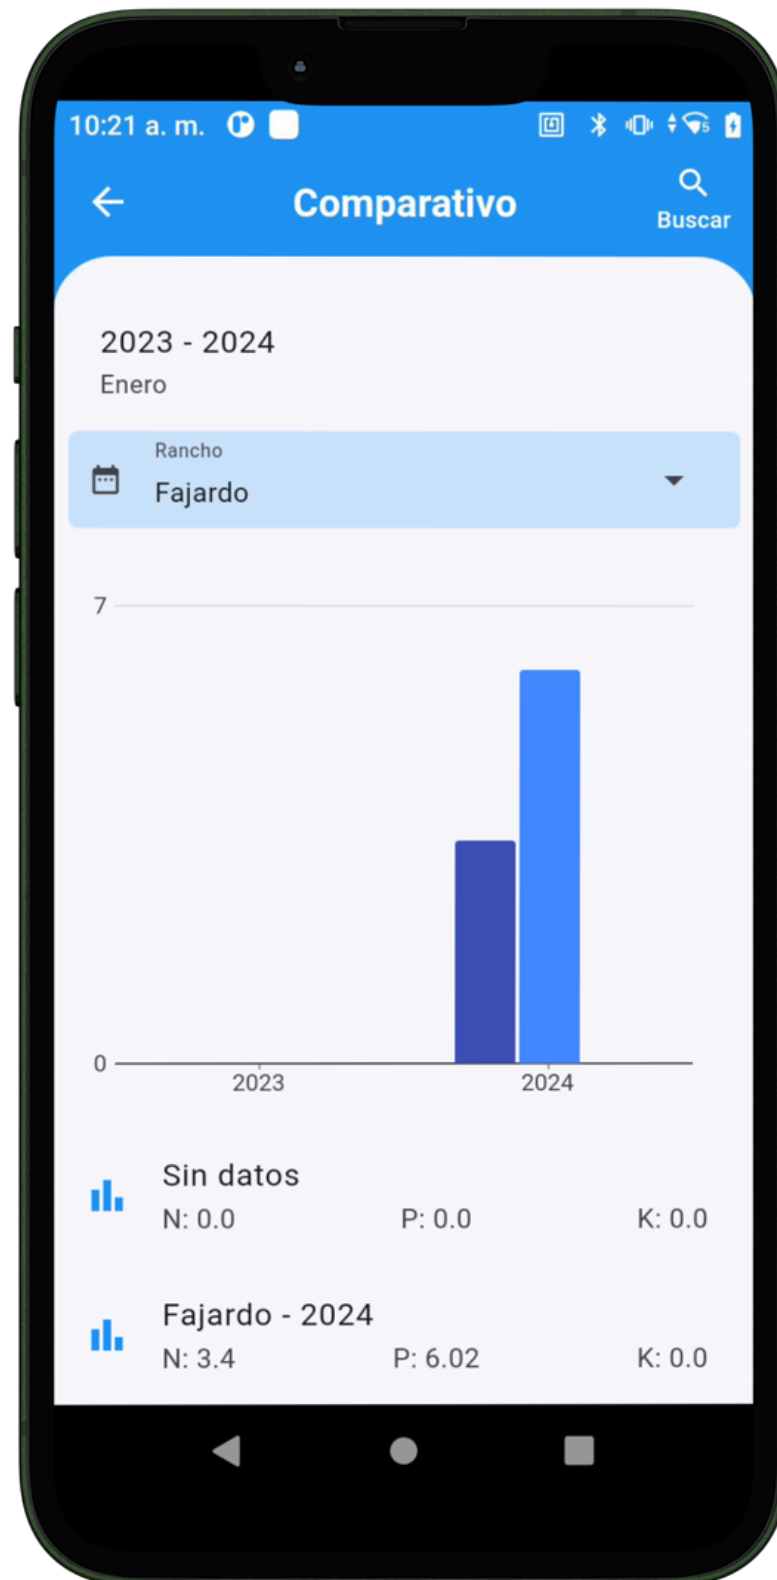 10:21 a. m.
Comparativo
Buscar
2023 - 2024
Enero
Rancho
Fajardo
7
0
2023 2024
Sin datos
N: 0.0 P: 0.0 K: 0.0
Fajardo - 2024
N: 3.4 P: 6.02 K: 0.0